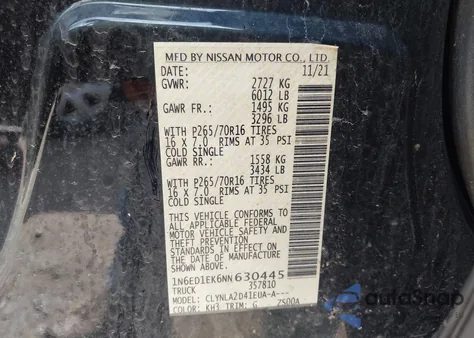 MFD BY NISSAN MOTOR CO., LTD.
DATE: 11/21
GVWR: 2727 KG
6012 LB
GAWR FR.: 1495 KG
3296 LB
WITH P265/70R16 TIRES
16 X 7.0 RIMS AT 35 PSI
COLD SINGLE
GAWR RR.: 1558 KG
3434 LB
WITH P265/70R16 TIRES
16 X 7.0 RIMS AT 35 PSI
COLD SINGLE
THIS VEHICLE CONFORMS TO
ALL APPLICABLE FEDERAL
MOTOR VEHICLE SAFETY
AND THEFT PREVENTION
STANDARDS IN EFFECT ON
THE DATE OF MANUFACTURE
SHOWN ABOVE.
1N6ED1EK6NN630445
TRUCK 357810
MODEL: CLYNLA2D41EUA-A---
COLOR: KH3 TRIM: G 2500A
AutoSnap